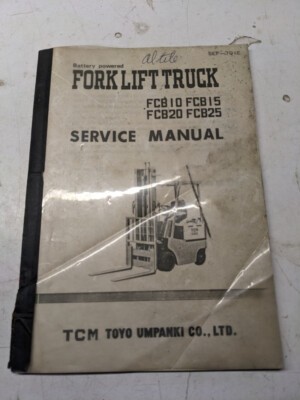 Battery powered
FORK LIFT TRUCK
FCB10 FCB15
FCB20 FCB25
SERVICE MANUAL
TCM TOYO UMPANKI CO., LTD.